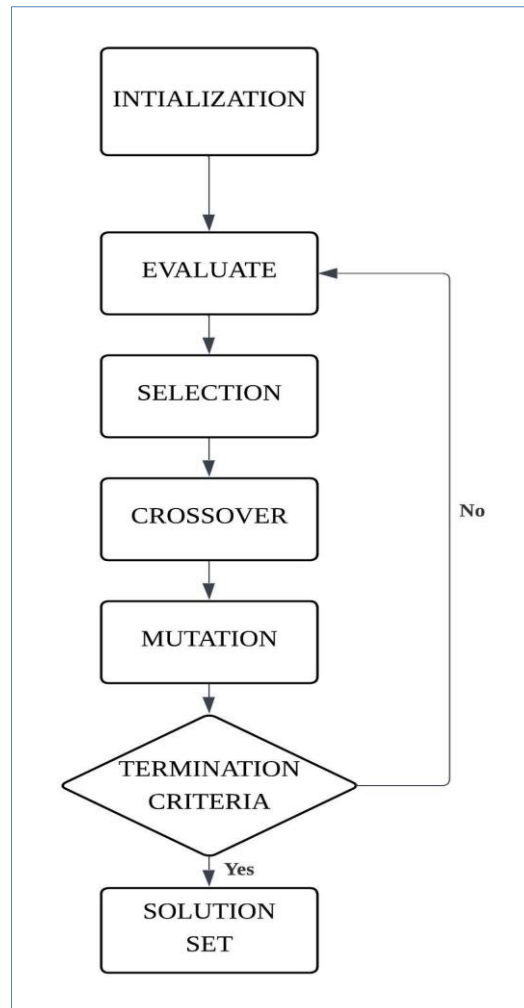 INTIALIZATION
EVALUATE
SELECTION
CROSSOVER
No
MUTATION
TERMINATION
CRITERIA
Yes
SOLUTION
SET